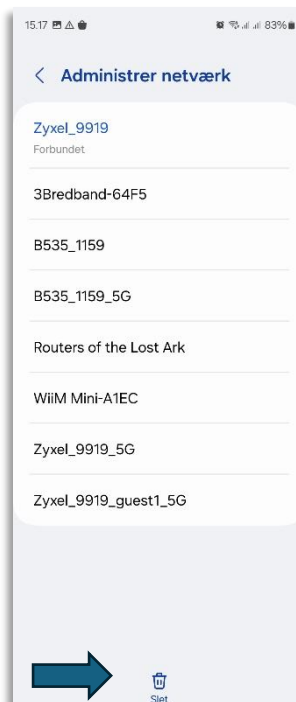 15.17 83%
Administrer netværk
Zyxel_9919
Forbundet
3Bredband-64F5
B535_1159
B535_1159_5G
Routers of the Lost Ark
WiiM Mini-A1EC
Zyxel_9919_5G
Zyxel_9919_guest1_5G
Slet